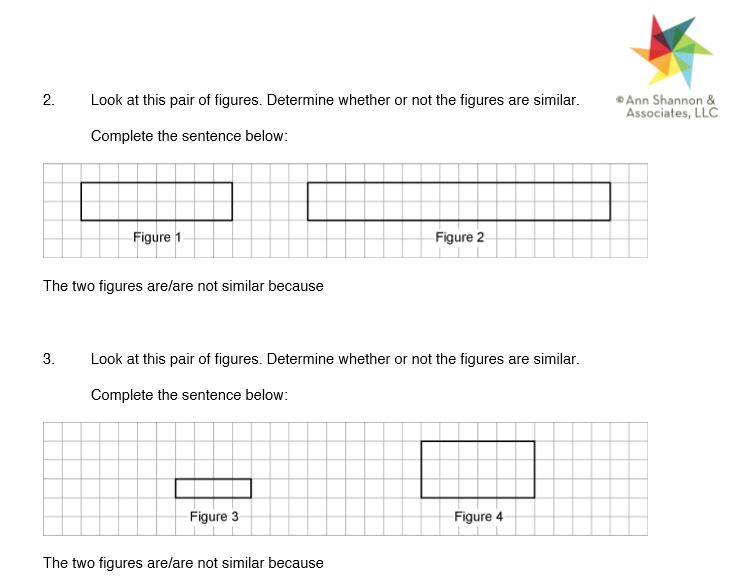 2. Look at this pair of figures. Determine whether or not the figures are similar.
©Ann Shannon &
Associates, LLC
Complete the sentence below:
Figure 1
Figure 2
The two figures are/are not similar because
3. Look at this pair of figures. Determine whether or not the figures are similar.
Complete the sentence below:
Figure 3
Figure 4
The two figures are/are not similar because